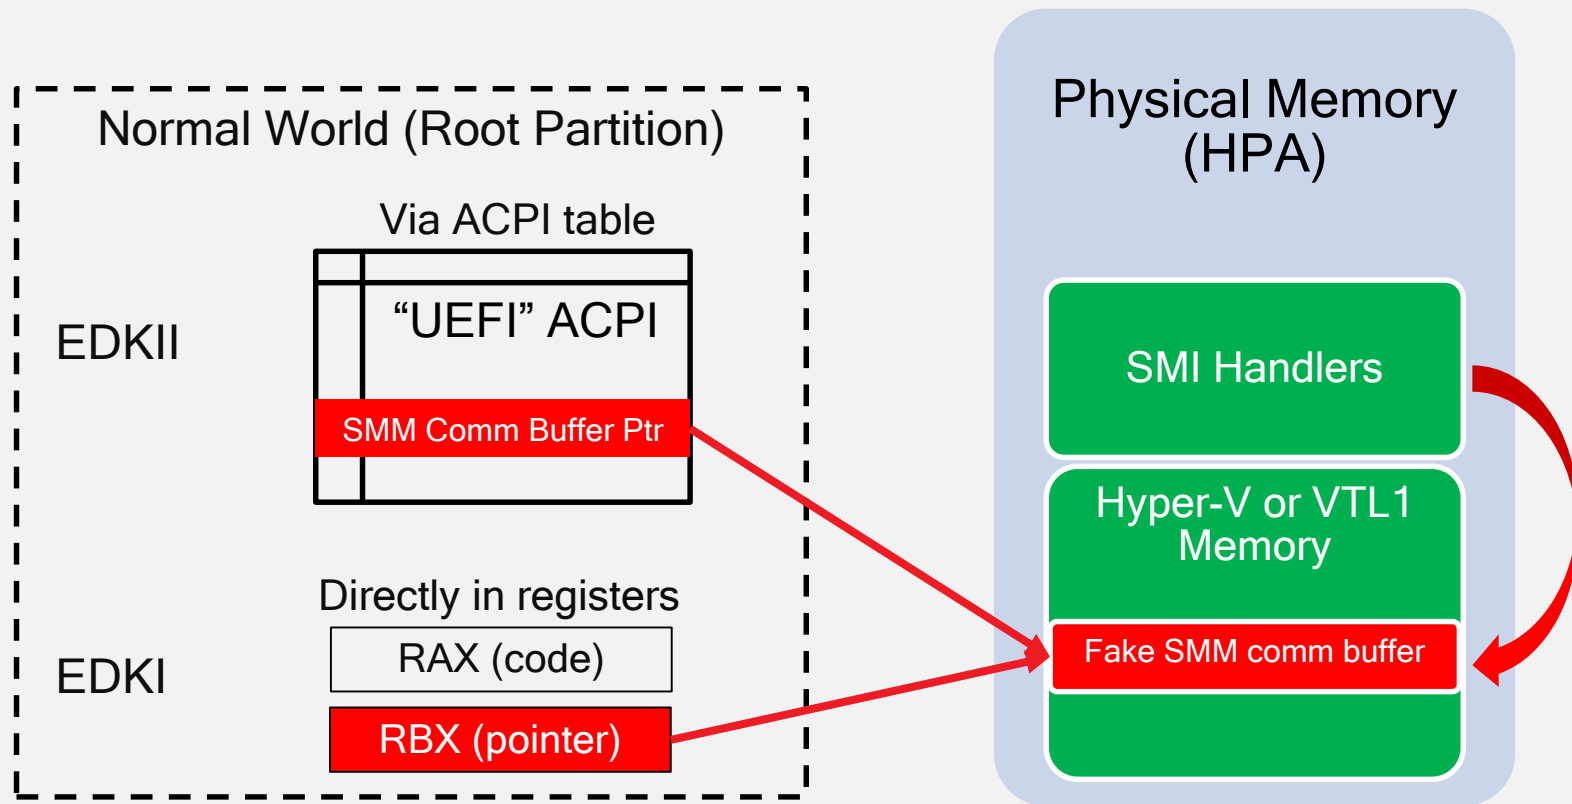 Normal World (Root Partition)
Via ACPI table
EDKII
“UEFI” ACPI
SMM Comm Buffer Ptr
Directly in registers
EDKI
RAX (code)
RBX (pointer)
Physical Memory
(HPA)
SMI Handlers
Hyper-V or VTL1
Memory
Fake SMM comm buffer